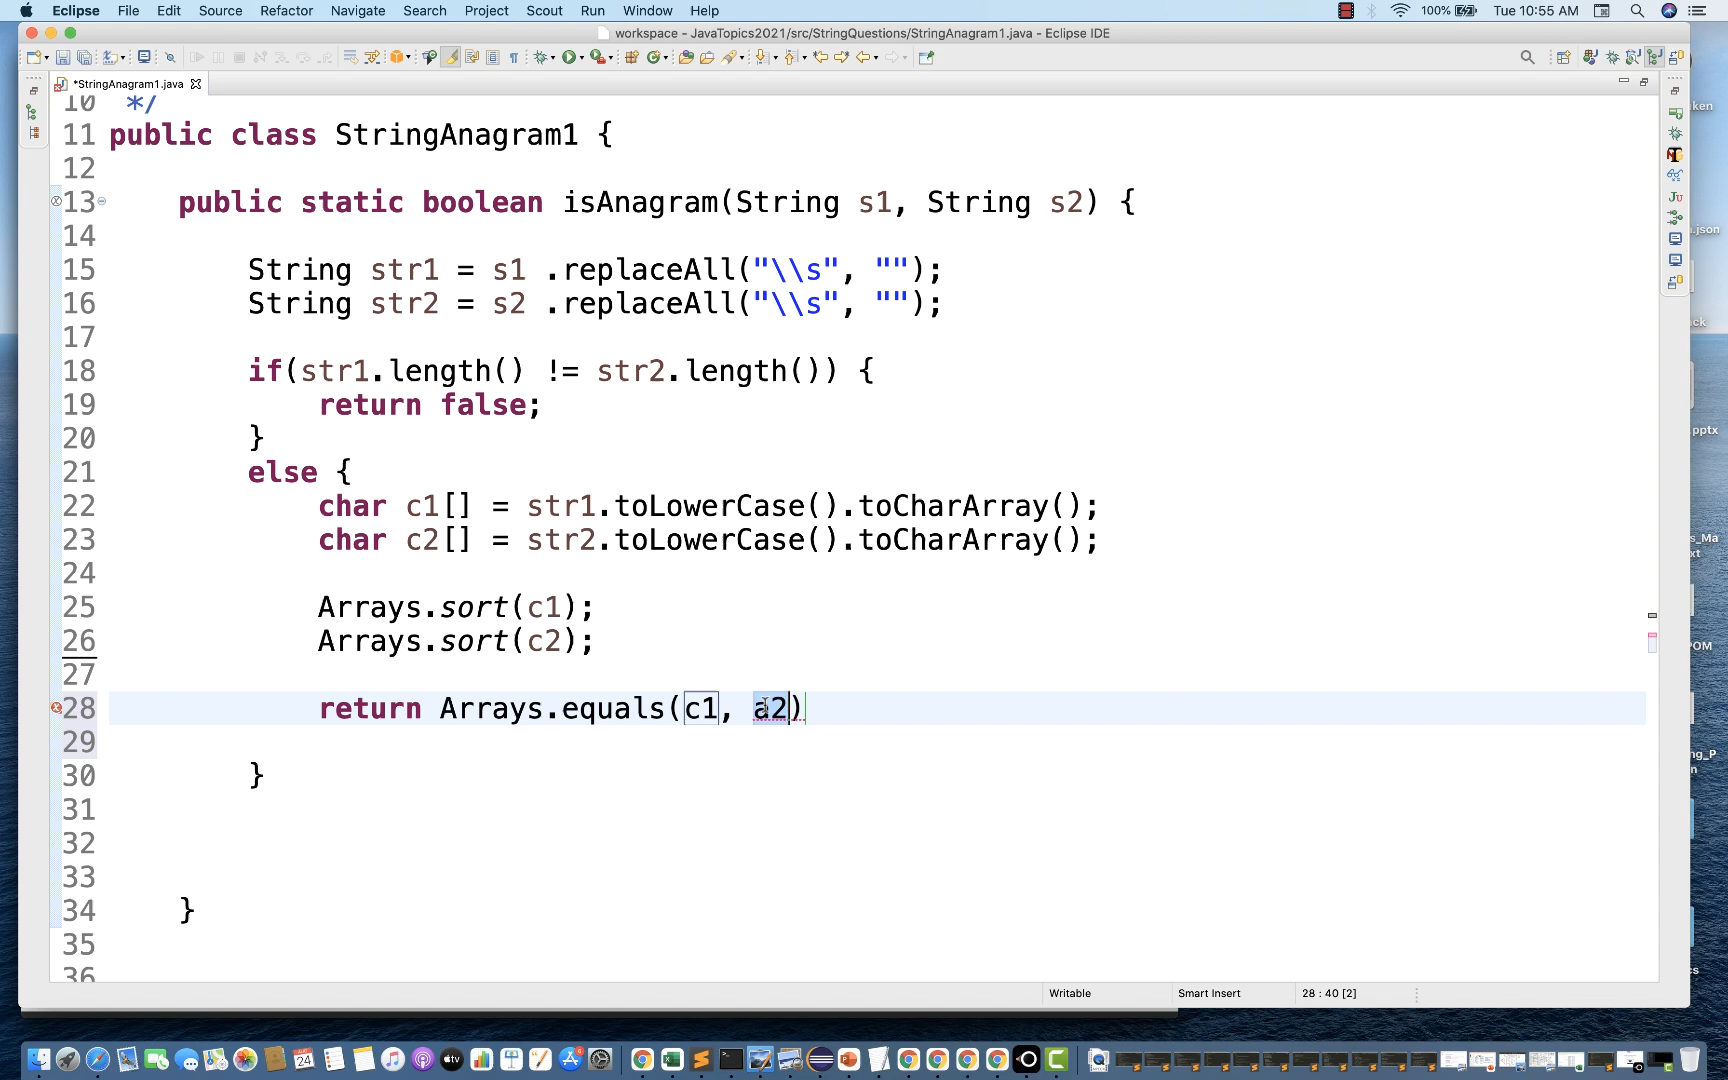 Eclipse File Edit Source Refactor Navigate Search Project Scout Run Window Help 100% Tue 10:55 AM
workspace - JavaTopics2021/src/StringQuestions/StringAnagram1.java - Eclipse IDE
*StringAnagram1.java
10 */
11 public class StringAnagram1 {
12
13 public static boolean isAnagram(String s1, String s2) {
14
15 String str1 = s1 .replaceAll("\\s", "");
16 String str2 = s2 .replaceAll("\\s", "");
17
18 if(str1.length() != str2.length()) {
19 return false;
20 }
21 else {
22 char c1[] = str1.toLowerCase().toCharArray();
23 char c2[] = str2.toLowerCase().toCharArray();
24
25 Arrays.sort(c1);
26 Arrays.sort(c2);
27
28 return Arrays.equals(c1, a2)
29
30 }
31
32
33
34 }
35
36
Writable Smart Insert 28 : 40 [2]